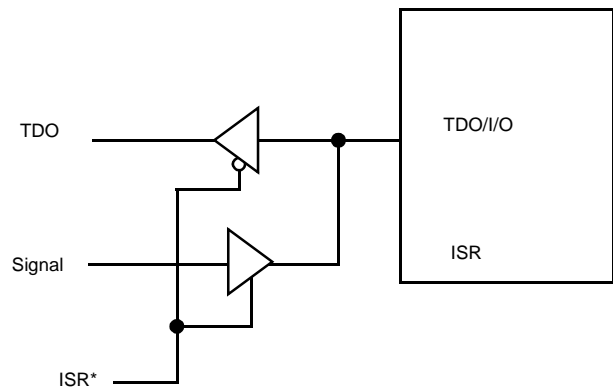 TDO
TDO/I/O
Signal
ISR
ISR*